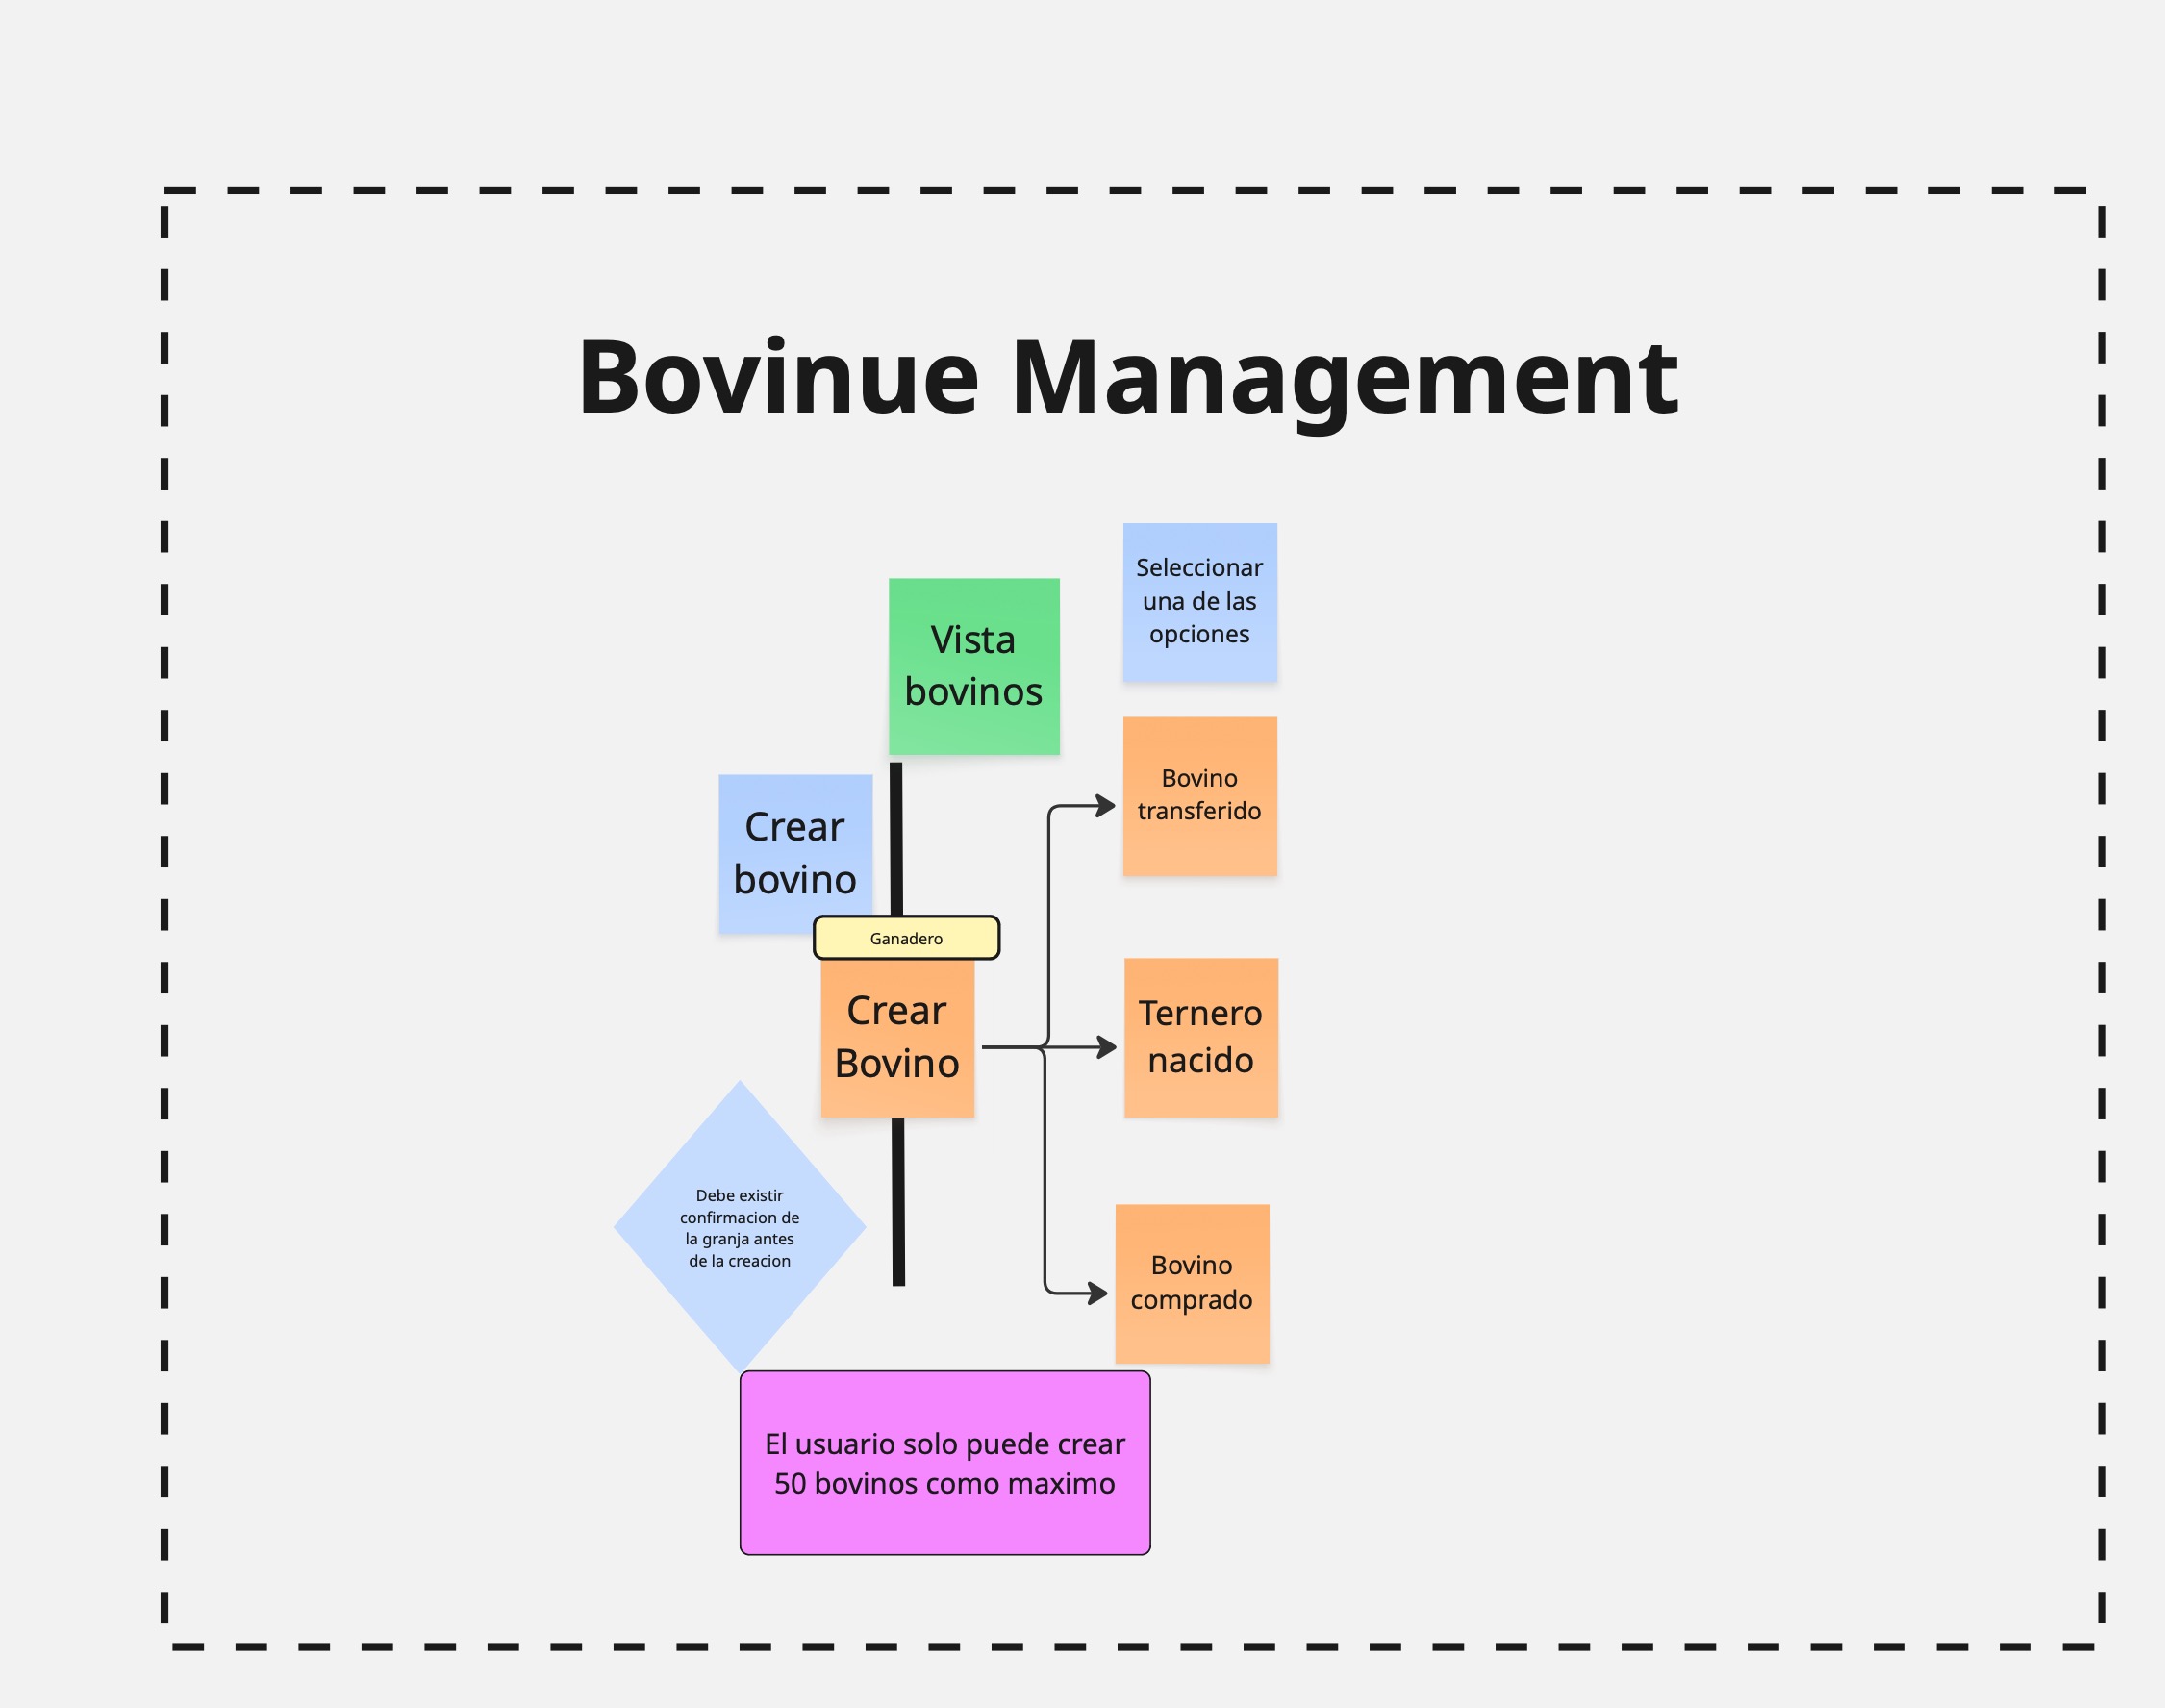 Bovinue Management
Seleccionar
una de las
opciones
Vista
bovinos
Bovino
transferido
Crear
bovino
Ganadero
Crear
Bovino
Ternero
nacido
Debe existir
confirmacion de
la granja antes
de la creacion
Bovino
comprado
El usuario solo puede crear
50 bovinos como maximo